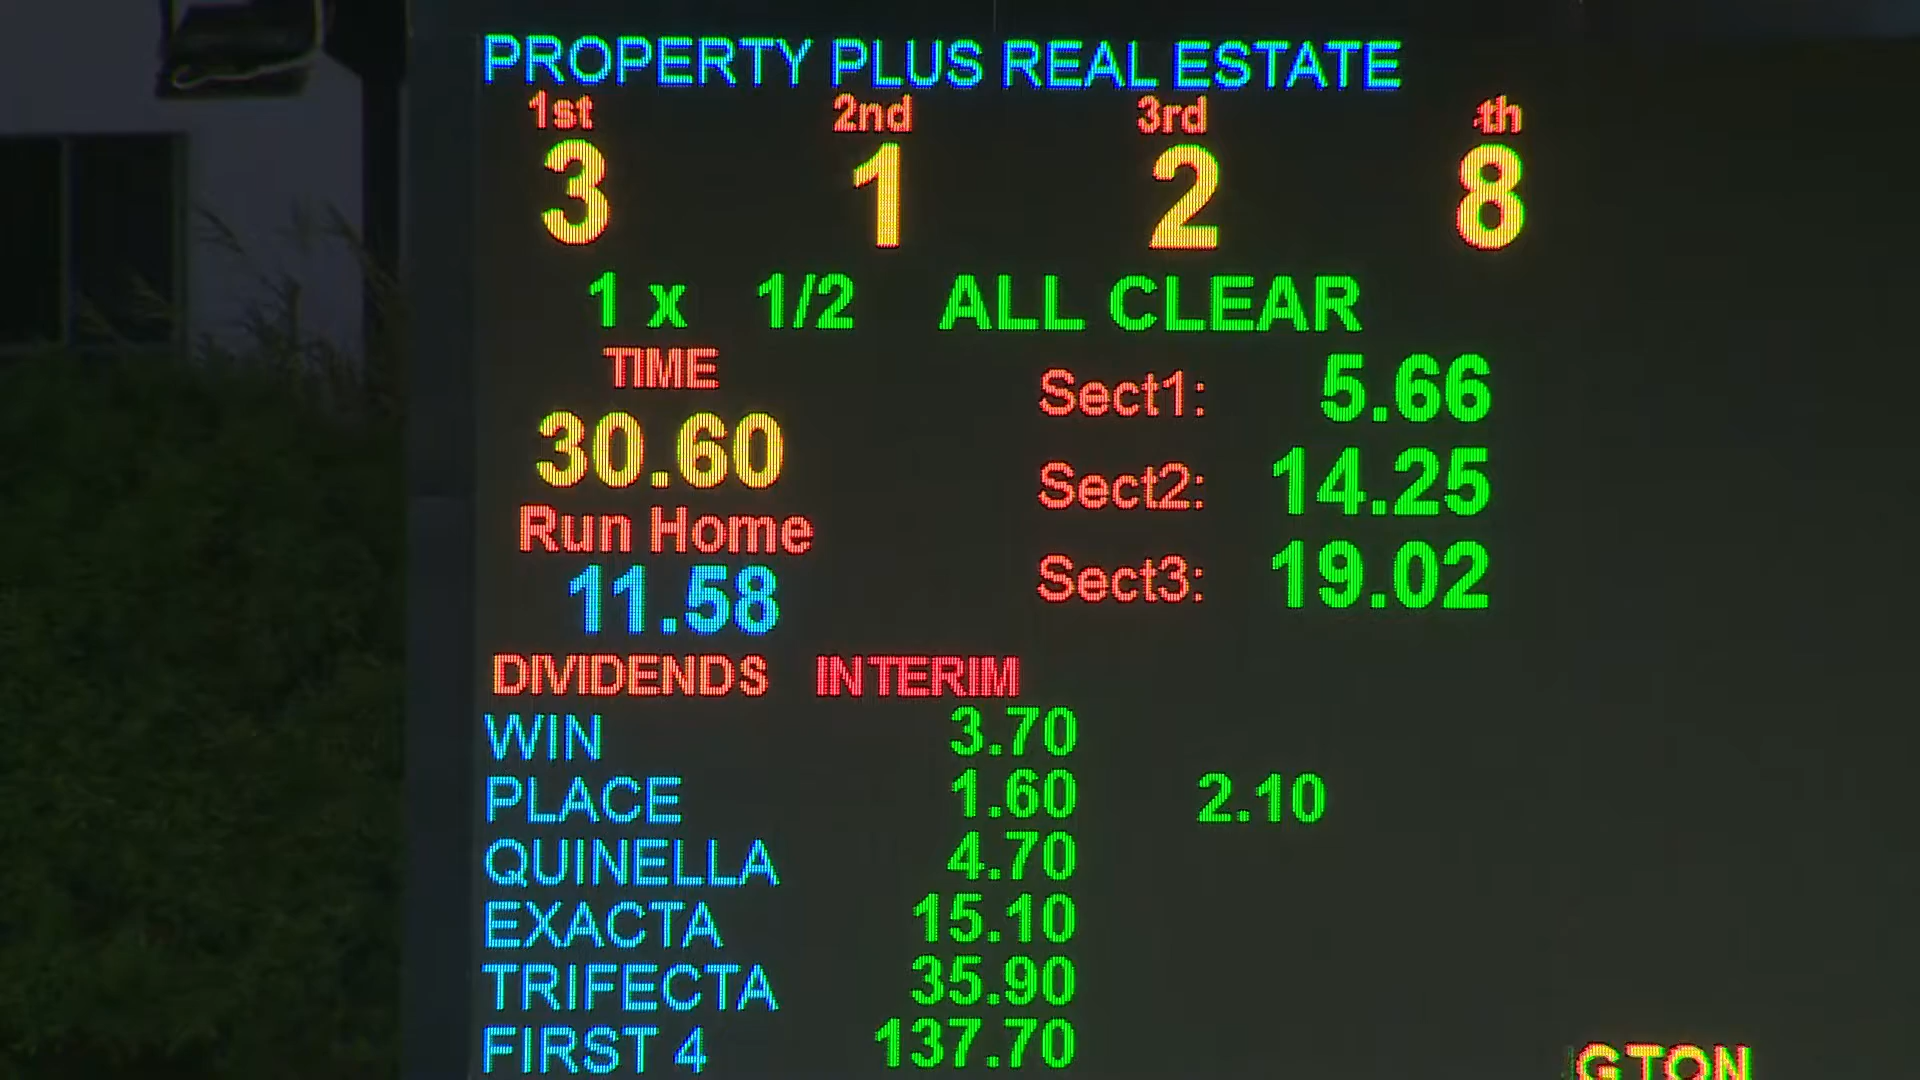 PROPERTY PLUS REAL ESTATE
1st 2nd 3rd th
3 1 2 8
1 x 1/2 ALL CLEAR
TIME
30.60
Sect1: 5.66
Sect2: 14.25
Sect3: 19.02
Run Home
11.58
DIVIDENDS INTERIM
WIN 3.70
PLACE 1.60 2.10
QUINELLA 4.70
EXACTA 15.10
TRIFECTA 35.90
FIRST 4 137.70
GTON